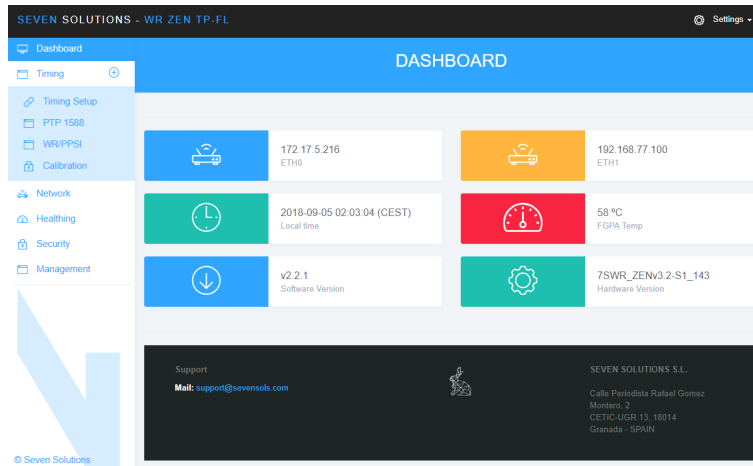 SEVEN SOLUTIONS - WR ZEN TP-FL
Settings
Dashboard
Timing
Timing Setup
PTP 1588
WR/PPSI
Calibration
Network
Healthing
Security
Management
© Seven Solutions
DASHBOARD
172.17.5.216
ETH0
192.168.77.100
ETH1
2018-09-05 02:03:04 (CEST)
Local time
58 ºC
FGPA Temp
v2.2.1
Software Version
7SWR_ZENv3.2-S1_143
Hardware Version
Support
Mail: support@sevensols.com
SEVEN SOLUTIONS S.L.
Calle Periodista Rafael Gomez
Montero, 2
CETIC-UGR 13, 18014
Granada - SPAIN